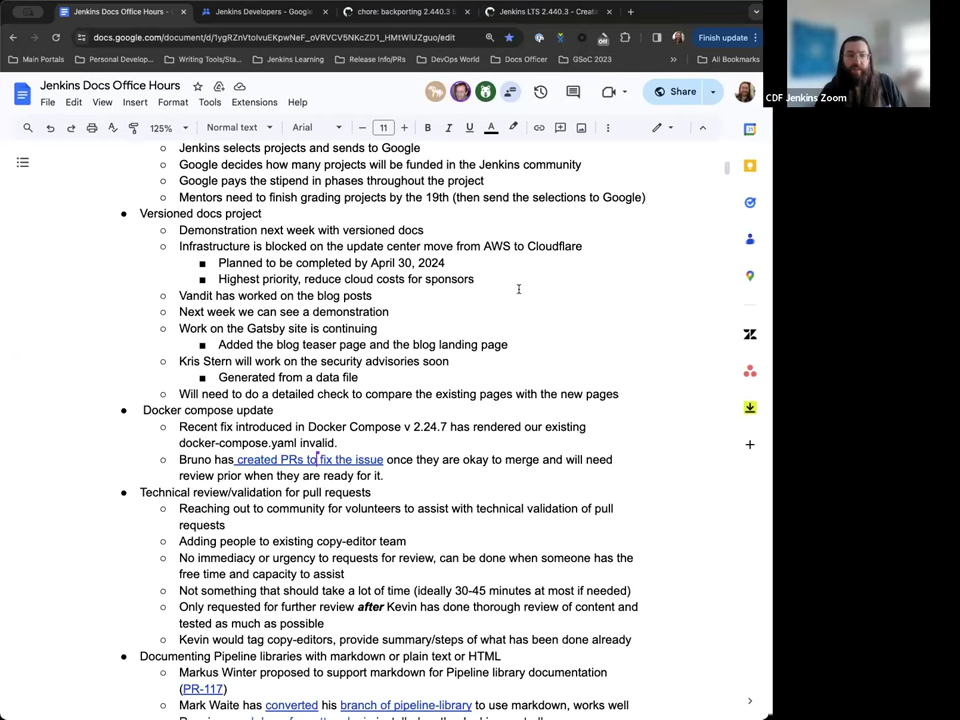 Jenkins Docs Office Hours - G
Jenkins Developers - Google
chore: backporting 2.440.3
Jenkins LTS 2.440.3 - Creati
docs.google.com/document/d/1ygRZnVtoIvuEKpwNeF_oVRVCV5NKcZD1_HMtWlUZguo/edit
Finish update
Main Portals
Personal Develop...
Writing Tools/Sta...
Jenkins Learning
Release Info/PRs
DevOps World
Docs Officer
GSoC 2023
All Bookmarks
Jenkins Docs Office Hours
File Edit View Insert Format Tools Extensions Help
Share
CDF Jenkins Zoom
125% Normal text Arial 11
Jenkins selects projects and sends to Google
Google decides how many projects will be funded in the Jenkins community
Google pays the stipend in phases throughout the project
Mentors need to finish grading projects by the 19th (then send the selections to Google)
Versioned docs project
Demonstration next week with versioned docs
Infrastructure is blocked on the update center move from AWS to Cloudflare
Planned to be completed by April 30, 2024
Highest priority, reduce cloud costs for sponsors
Vandit has worked on the blog posts
Next week we can see a demonstration
Work on the Gatsby site is continuing
Added the blog teaser page and the blog landing page
Kris Stern will work on the security advisories soon
Generated from a data file
Will need to do a detailed check to compare the existing pages with the new pages
Docker compose update
Recent fix introduced in Docker Compose v 2.24.7 has rendered our existing
docker-compose.yaml invalid.
Bruno has created PRs to fix the issue once they are okay to merge and will need
review prior when they are ready for it.
Technical review/validation for pull requests
Reaching out to community for volunteers to assist with technical validation of pull
requests
Adding people to existing copy-editor team
No immediacy or urgency to requests for review, can be done when someone has the
free time and capacity to assist
Not something that should take a lot of time (ideally 30-45 minutes at most if needed)
Only requested for further review after Kevin has done thorough review of content and
tested as much as possible
Kevin would tag copy-editors, provide summary/steps of what has been done already
Documenting Pipeline libraries with markdown or plain text or HTML
Markus Winter proposed to support markdown for Pipeline library documentation
(PR-117)
Mark Waite has converted his branch of pipeline-library to use markdown, works well